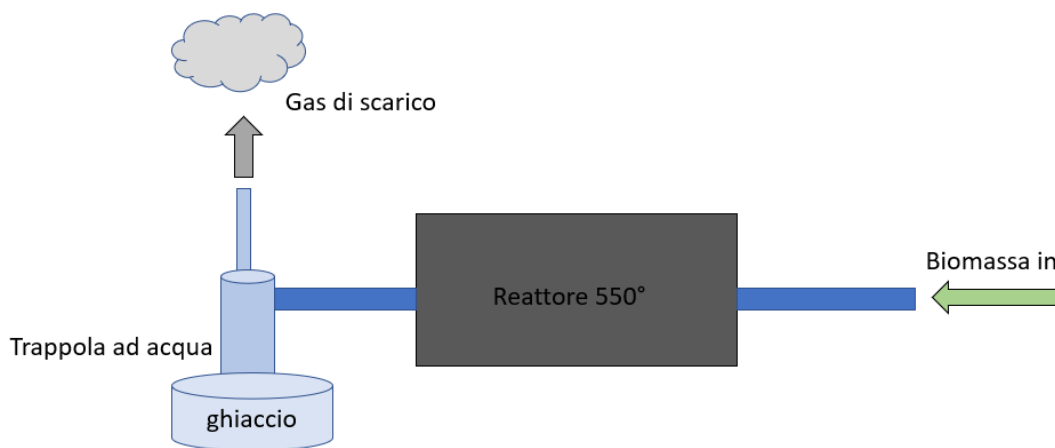 Gas di scarico
Biomassa in
Reattore 550°
Trappola ad acqua
ghiaccio